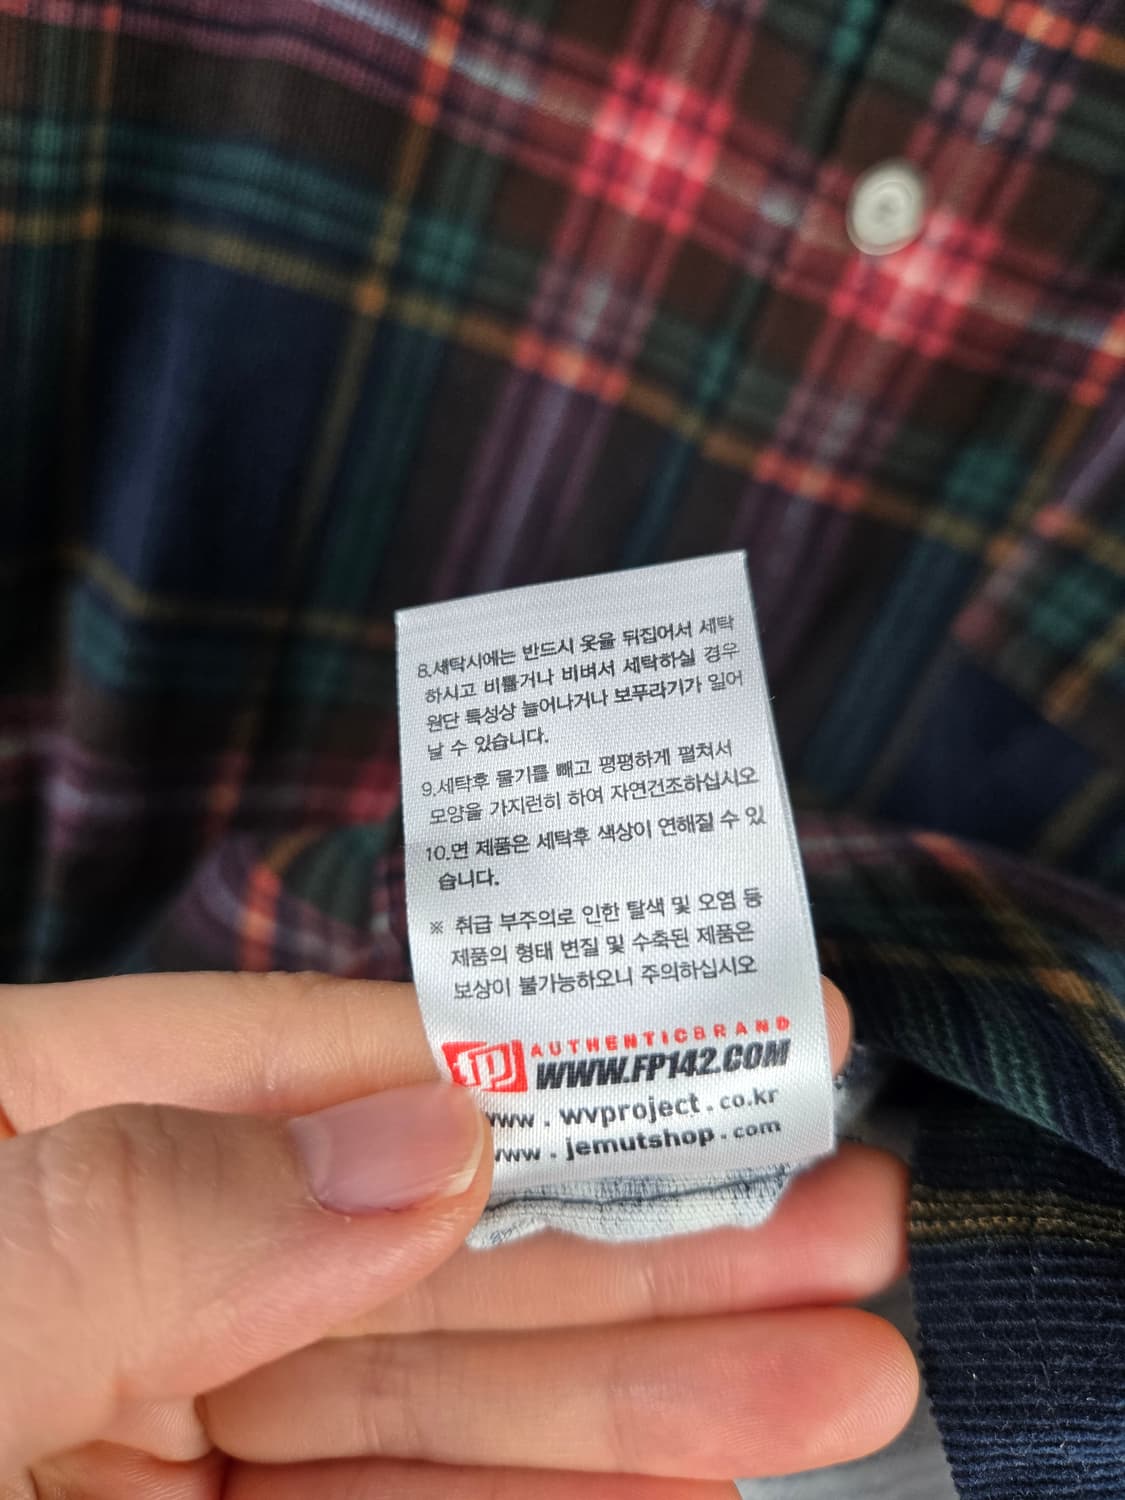 8.세탁시에는 반드시 옷을 뒤집어서 세탁
하시고 비틀거나 비벼서 세탁하실 경우
원단 특성상 늘어나거나 보푸라기가 일어
날 수 있습니다.
9.세탁후 물기를 빼고 평평하게 펼쳐서
모양을 가지런히 하여 자연건조하십시오
10.면 제품은 세탁후 색상이 연해질 수 있
습니다.
※ 취급 부주의로 인한 탈색 및 오염 등
제품의 형태 변질 및 수축된 제품은
보상이 불가능하오니 주의하십시오
fp AUTHENTICBRAND
WWW.FP142.COM
www . wvproject . co.kr
www . jemutshop . com